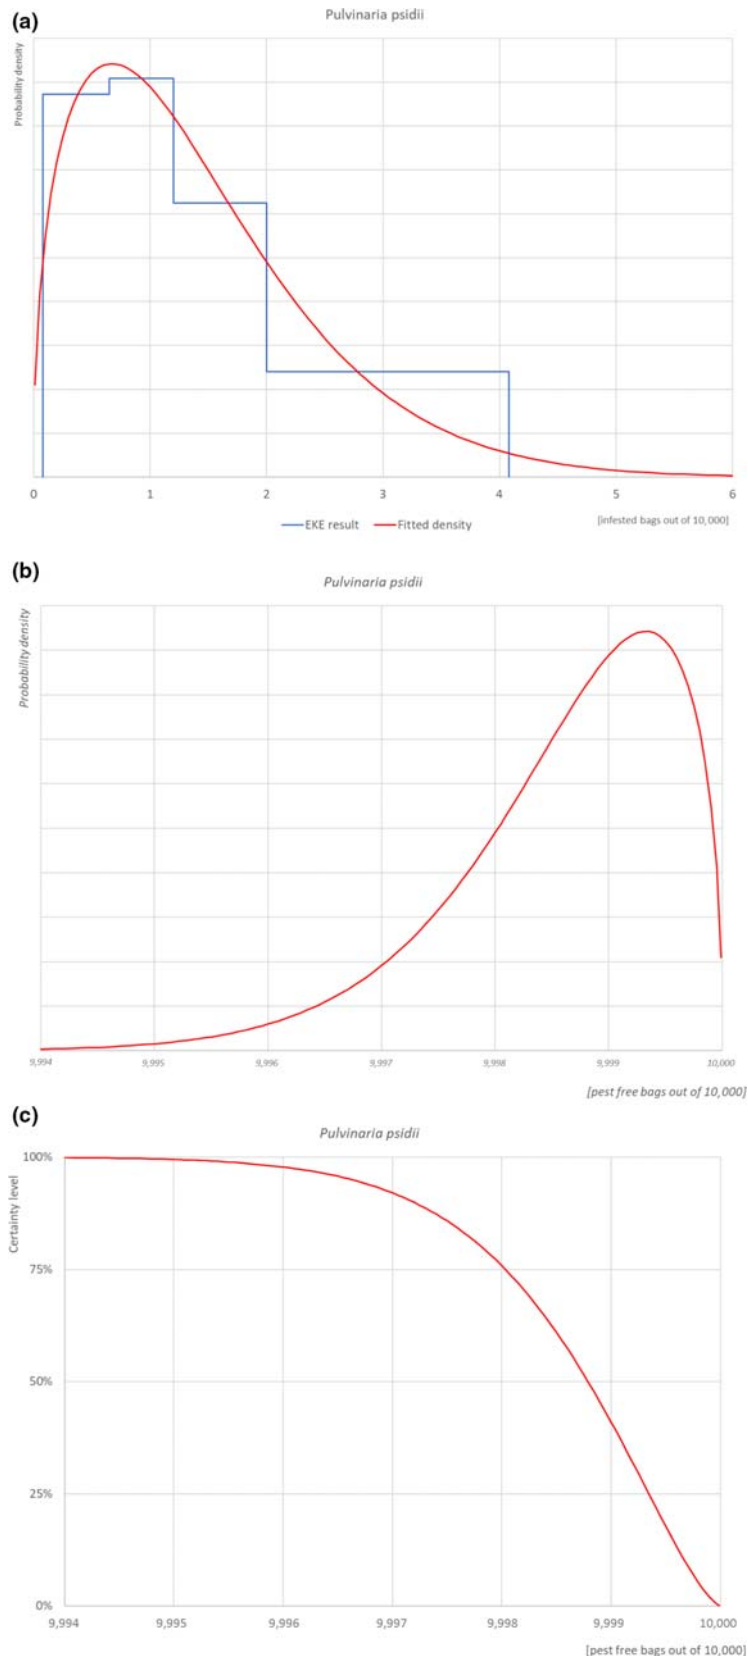 (a)
Pulvinaria psidii
Probability density
0 1 2 3 4 5 6
[infested bags out of 10,000]
EKE result Fitted density
(b)
Pulvinaria psidii
Probability density
9,994 9,995 9,996 9,997 9,998 9,999 10,000
[pest free bags out of 10,000]
(c)
Pulvinaria psidii
Certainty level
100%
75%
50%
25%
0%
9,994 9,995 9,996 9,997 9,998 9,999 10,000
[pest free bags out of 10,000]